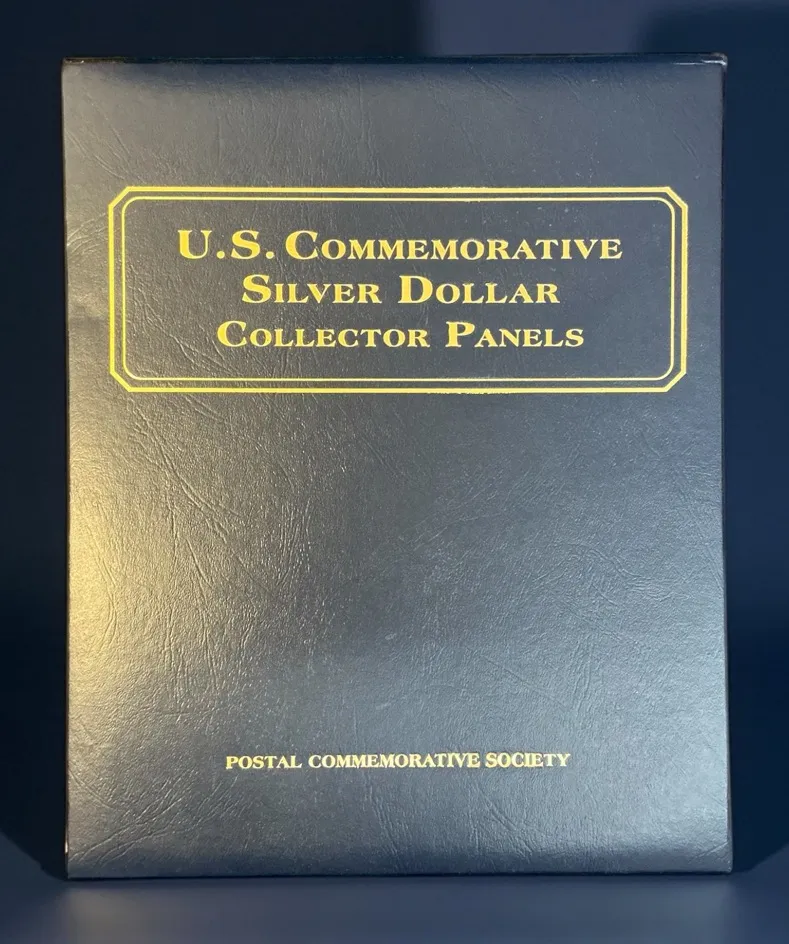 U.S. COMMEMORATIVE
SILVER DOLLAR
COLLECTOR PANELS
POSTAL COMMEMORATIVE SOCIETY